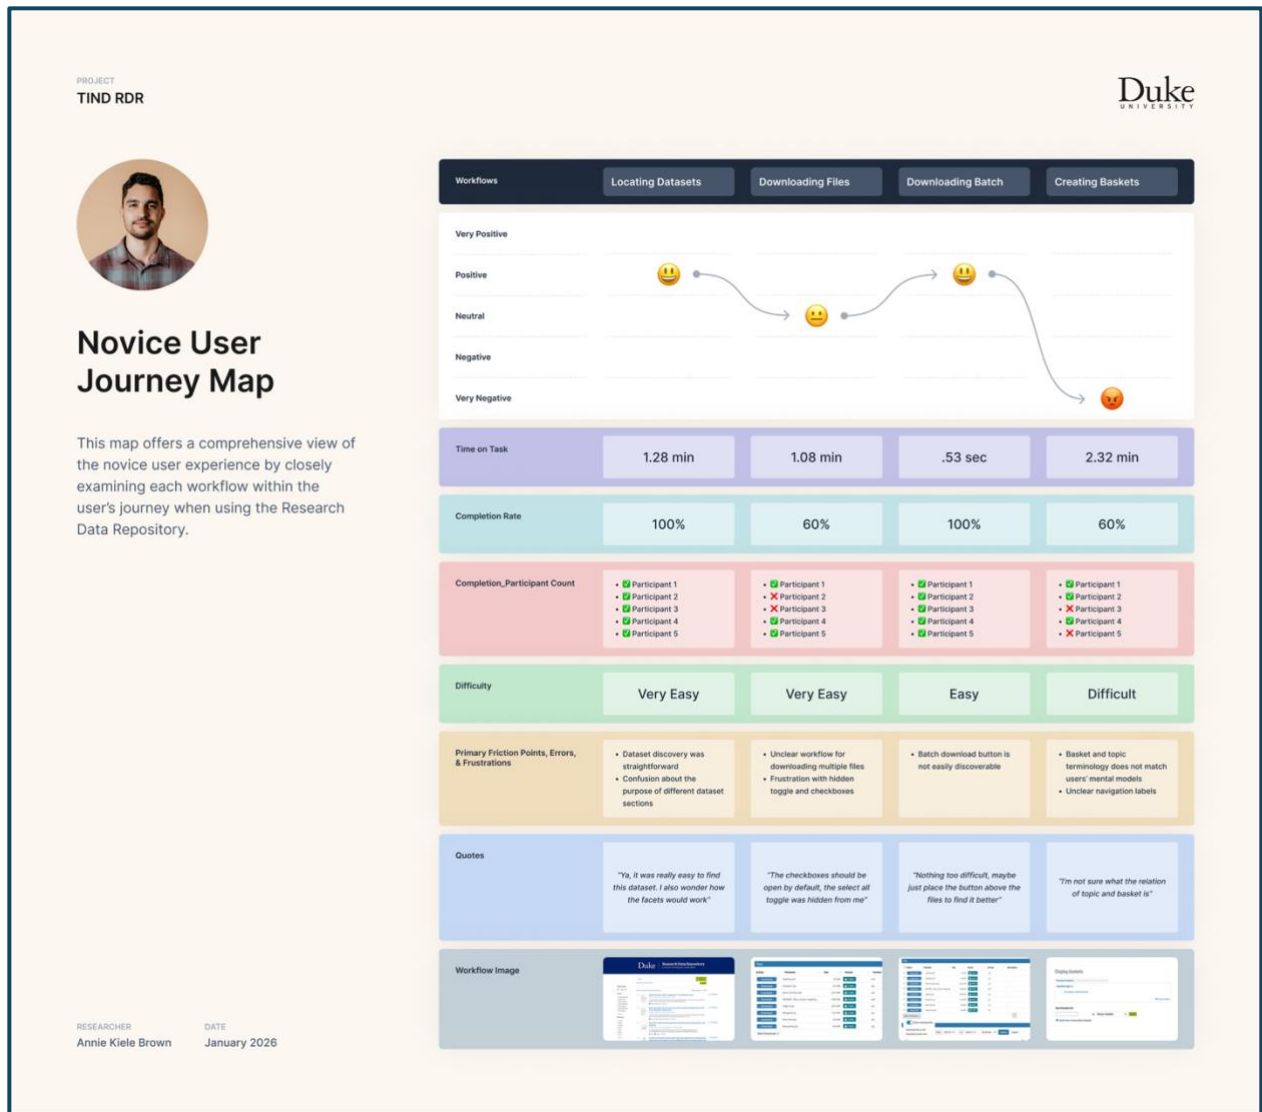 PROJECT
TIND RDR
Duke
UNIVERSITY
Novice User
Journey Map
This map offers a comprehensive view of
the novice user experience by closely
examining each workflow within the
user's journey when using the Research
Data Repository.
RESEARCHER
Annie Kiele Brown
DATE
January 2026
Workflows
Locating Datasets
Downloading Files
Downloading Batch
Creating Baskets
Very Positive
Positive
Neutral
Negative
Very Negative
Time on Task
1.28 min
1.08 min
.53 sec
2.32 min
Completion Rate
100%
60%
100%
60%
Completion_Participant Count
• ✅ Participant 1
• ✅ Participant 2
• ✅ Participant 3
• ✅ Participant 4
• ✅ Participant 5
• ✅ Participant 1
• ❌ Participant 2
• ❌ Participant 3
• ✅ Participant 4
• ✅ Participant 5
• ✅ Participant 1
• ✅ Participant 2
• ✅ Participant 3
• ✅ Participant 4
• ✅ Participant 5
• ✅ Participant 1
• ✅ Participant 2
• ❌ Participant 3
• ✅ Participant 4
• ❌ Participant 5
Difficulty
Very Easy
Very Easy
Easy
Difficult
Primary Friction Points, Errors,
& Frustrations
• Dataset discovery was
straightforward
• Confusion about the
purpose of different dataset
sections
• Unclear workflow for
downloading multiple files
• Frustration with hidden
toggle and checkboxes
• Batch download button is
not easily discoverable
• Basket and topic
terminology does not match
users' mental models
• Unclear navigation labels
Quotes
"Ya, it was really easy to find
this dataset. I also wonder how
the facets would work"
"The checkboxes should be
open by default, the select all
toggle was hidden from me"
"Nothing too difficult, maybe
just place the button above the
files to find it better"
"I'm not sure what the relation
of topic and basket is"
Workflow Image
Duke
Research Data Repository
Display baskets